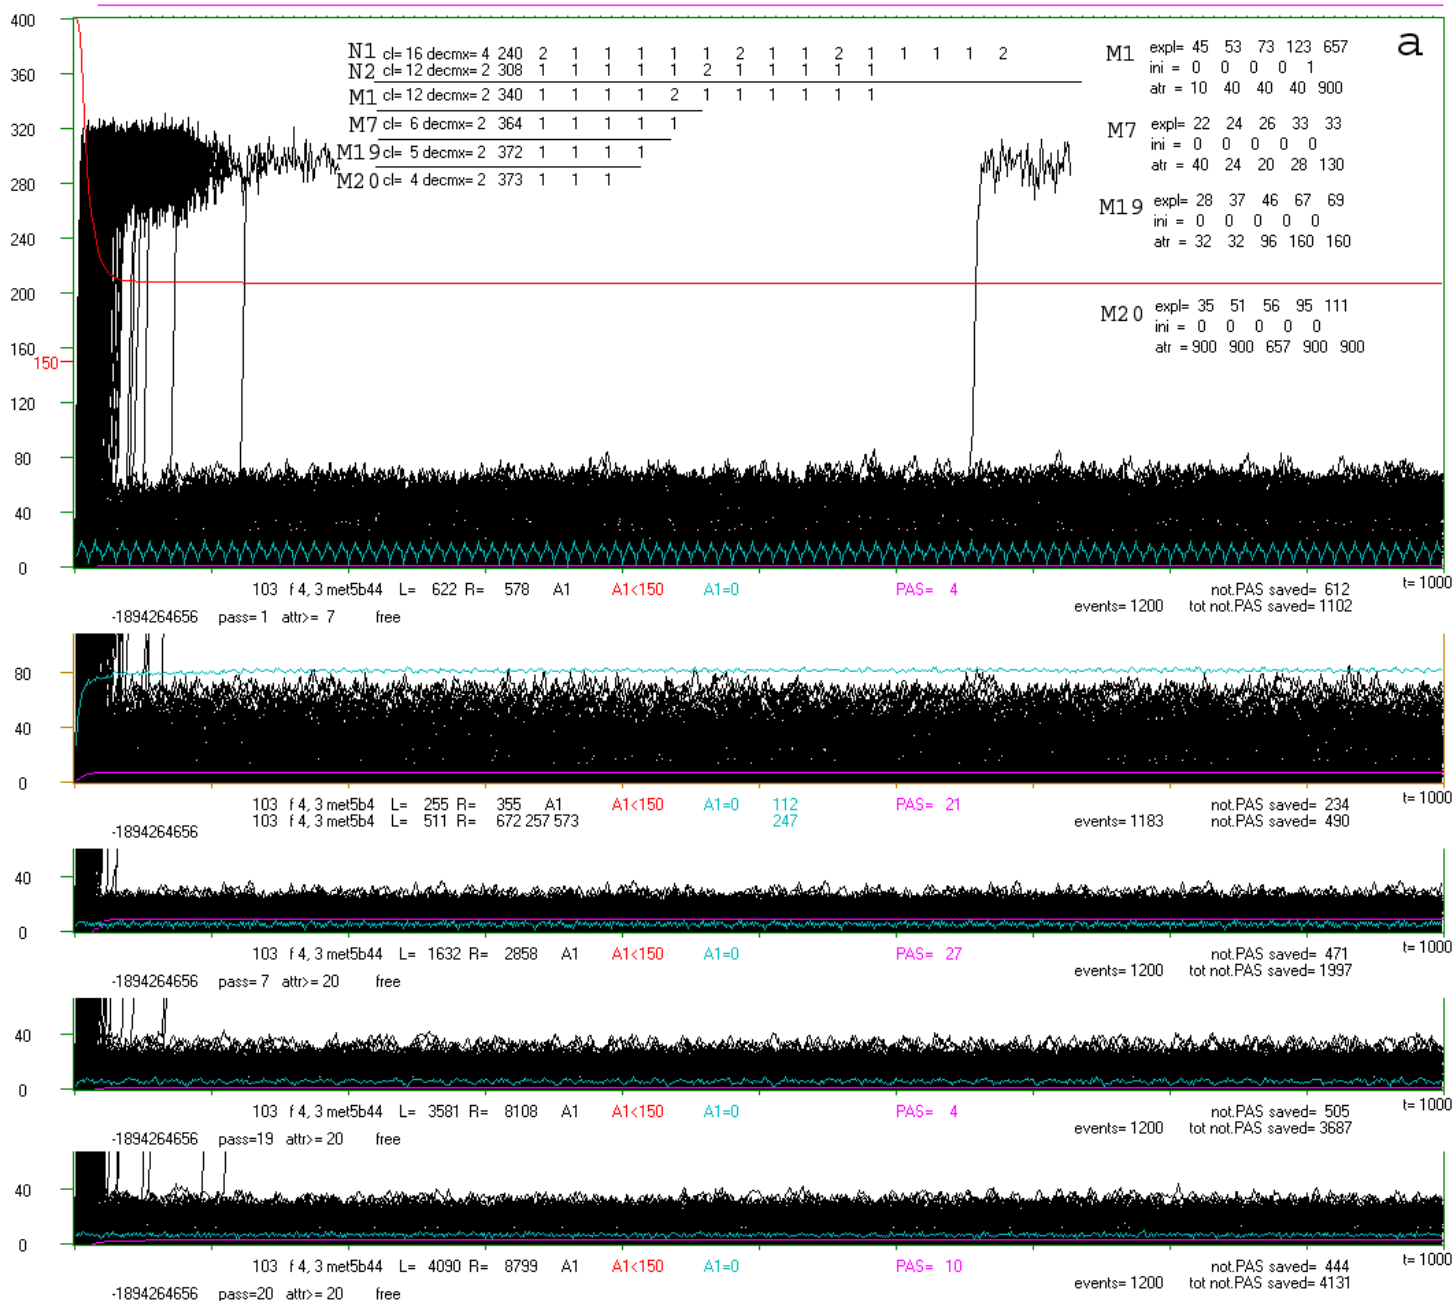 a
400
360
320
280
240
200
160
150
120
80
40
0
N1 cl= 16 decmx= 4 240 2 1 1 1 1 1 2 1 1 2 1 1 1 1 2
N2 cl= 12 decmx= 2 308 1 1 1 1 1 2 1 1 1 1 1
M1 cl= 12 decmx= 2 340 1 1 1 1 2 1 1 1 1 1 1
M7 cl= 6 decmx= 2 364 1 1 1 1 1
M19 cl= 5 decmx= 2 372 1 1 1 1
M20 cl= 4 decmx= 2 373 1 1 1
M1 expl= 45 53 73 123 657
ini = 0 0 0 0 1
atr = 10 40 40 40 900
M7 expl= 22 24 26 33 33
ini = 0 0 0 0 0
atr = 40 24 20 28 130
M19 expl= 28 37 46 67 69
ini = 0 0 0 0 0
atr = 32 32 96 160 160
M20 expl= 35 51 56 95 111
ini = 0 0 0 0 0
atr = 900 900 657 900 900
t= 1000
103 f 4, 3 met5b44 L= 622 R= 578 A1 A1<150 A1=0 PAS= 4 not.PAS saved= 612
events= 1200 tot not.PAS saved= 1102
-1894264656 pass= 1 attr>= 7 free
80
40
0
t= 1000
103 f 4, 3 met5b4 L= 255 R= 355 A1 A1<150 A1=0 112 PAS= 21 not.PAS saved= 234
103 f 4, 3 met5b4 L= 511 R= 672 257 573 247 events= 1183 not.PAS saved= 490
-1894264656
40
0
t= 1000
103 f 4, 3 met5b44 L= 1632 R= 2858 A1 A1<150 A1=0 PAS= 27 not.PAS saved= 471
events= 1200 tot not.PAS saved= 1997
-1894264656 pass= 7 attr>= 20 free
40
0
t= 1000
103 f 4, 3 met5b44 L= 3581 R= 8108 A1 A1<150 A1=0 PAS= 4 not.PAS saved= 505
events= 1200 tot not.PAS saved= 3687
-1894264656 pass=19 attr>= 20 free
40
0
t= 1000
103 f 4, 3 met5b44 L= 4090 R= 8799 A1 A1<150 A1=0 PAS= 10 not.PAS saved= 444
events= 1200 tot not.PAS saved= 4131
-1894264656 pass=20 attr>= 20 free